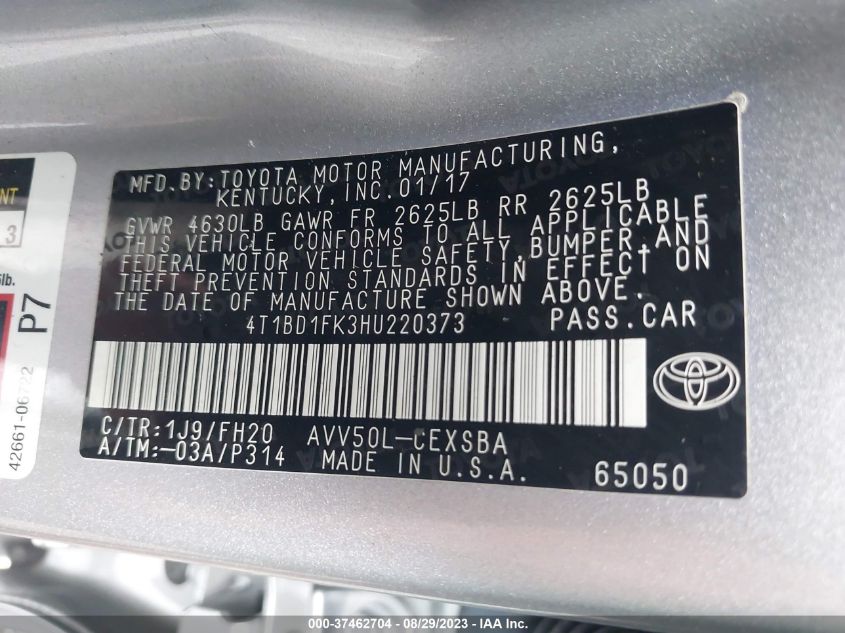 MFD.BY:TOYOTA MOTOR MANUFACTURING,
KENTUCKY,INC.01/17
GVWR 4630LB GAWR FR 2625LB RR 2625LB
THIS VEHICLE CONFORMS TO ALL APPLICABLE
FEDERAL MOTOR VEHICLE SAFETY,BUMPER,AND
THEFT PREVENTION STANDARDS IN EFFECT ON
THE DATE OF MANUFACTURE SHOWN ABOVE.
4T1BD1FK3HU220373 PASS.CAR
C/TR:1J9/FH20 AVV50L-CEXSBA
A/TM:-03A/P314 MADE IN U.S.A. 65050
NT
3
lb.
P7
42661-06722
000-37462704 - 08/29/2023 - IAA Inc.